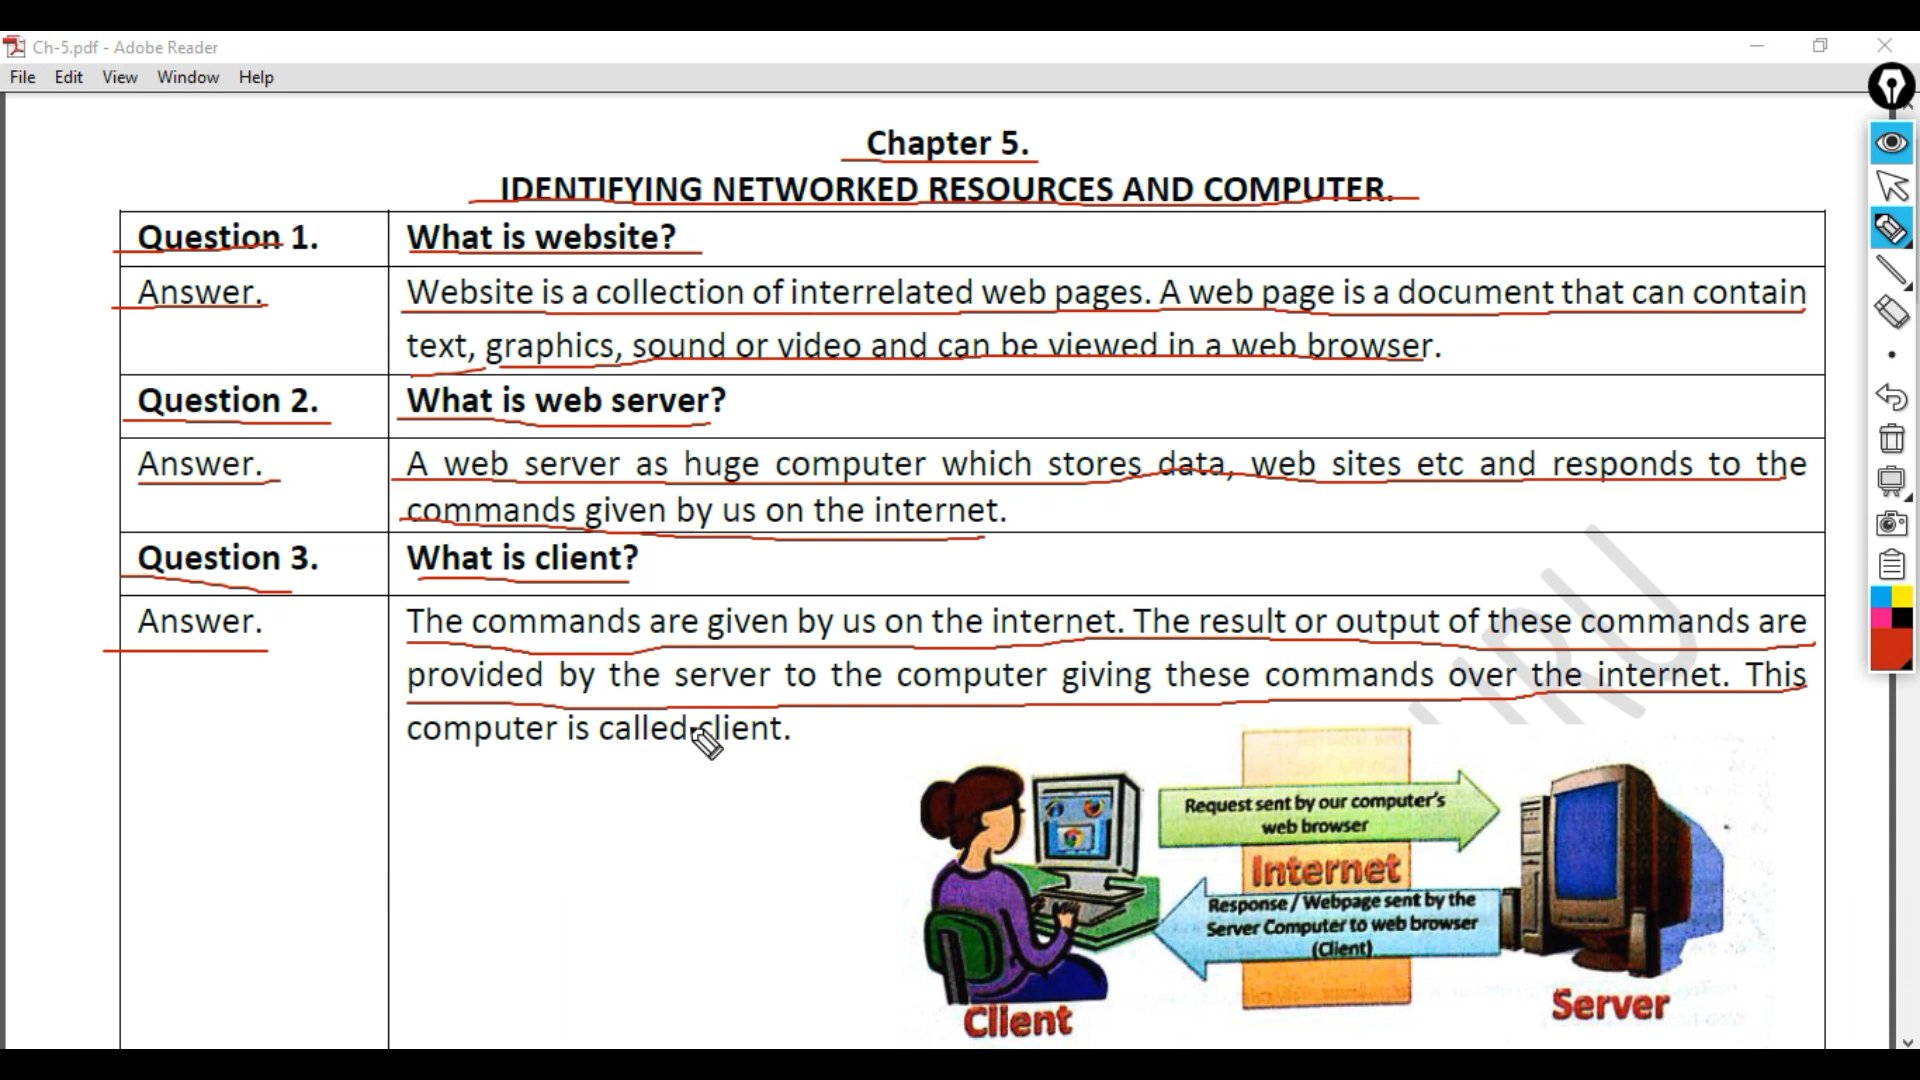 Ch-5.pdf - Adobe Reader
File Edit View Window Help
Chapter 5.
IDENTIFYING NETWORKED RESOURCES AND COMPUTER.
Question 1. What is website?
Answer. Website is a collection of interrelated web pages. A web page is a document that can contain
text, graphics, sound or video and can be viewed in a web browser.
Question 2. What is web server?
Answer. A web server as huge computer which stores data, web sites etc and responds to the
commands given by us on the internet.
Question 3. What is client?
Answer. The commands are given by us on the internet. The result or output of these commands are
provided by the server to the computer giving these commands over the internet. This
computer is called client.
Request sent by our computer's
web browser
Internet
Response / Webpage sent by the
Server Computer to web browser
(Client)
Client
Server